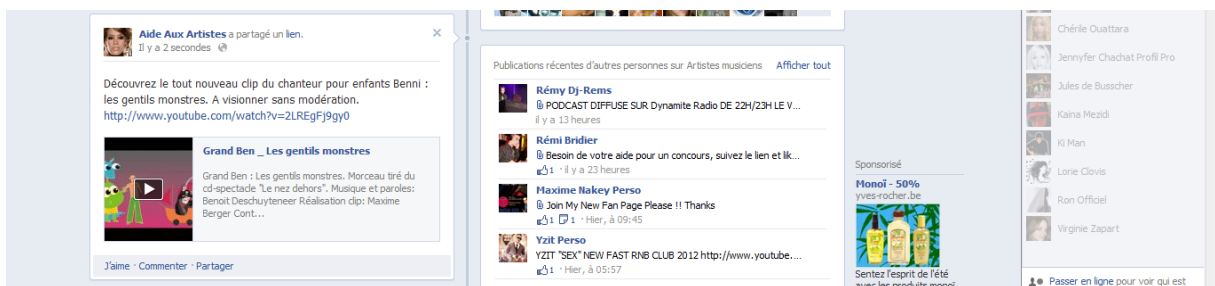 Aide Aux Artistes a partagé un lien.
Il y a 2 secondes
Découvrez le tout nouveau clip du chanteur pour enfants Benni :
les gentils monstres. A visionner sans modération.
http://www.youtube.com/watch?v=2LREgFj9gy0
Grand Ben _ Les gentils monstres
Grand Ben : Les gentils monstres. Morceau tiré du
cd-spectacle "Le nez dehors". Musique et paroles:
Benoit Deschuyteneer Réalisation clip: Maxime
Berger Cont...
J'aime · Commenter · Partager
Publications récentes d'autres personnes sur Artistes musiciens Afficher tout
Rémy Dj-Rems
PODCAST DIFFUSE SUR Dynamite Radio DE 22H/23H LE V...
il y a 13 heures
Rémi Bridier
Besoin de votre aide pour un concours, suivez le lien et lik...
1 · il y a 23 heures
Maxime Nakey Perso
Join My New Fan Page Please !! Thanks
1 1 · Hier, à 09:45
Yzit Perso
YZIT "SEX" NEW FAST RNB CLUB 2012 http://www.youtube....
1 · Hier, à 05:57
Sponsorisé
Monoï - 50%
yves-rocher.be
Sentez l'esprit de l'été
avec les produits monoï
Chérile Ouattara
Jennyfer Chachat Profil Pro
Jules de Busscher
Kaina Mezidi
Ki Man
Lorie Clovis
Ron Officiel
Virginie Zapart
Passer en ligne pour voir qui est